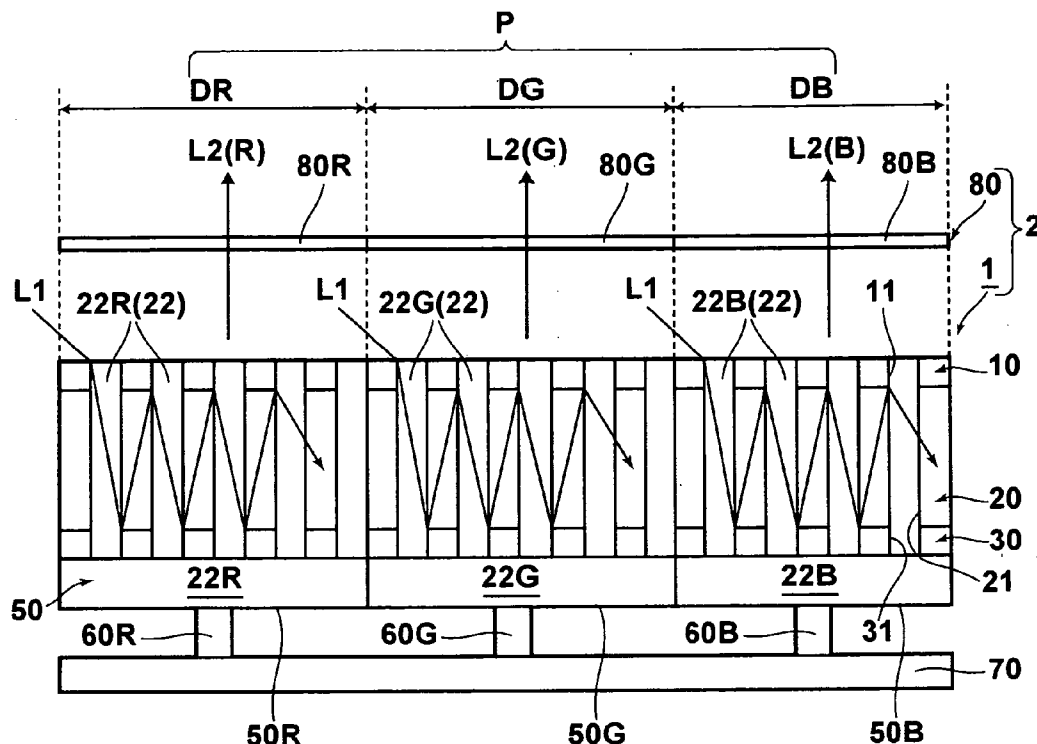 P
DR DG DB
L2(R) L2(G) L2(B)
80R 80G 80B 80
2
1
L1 22R(22) L1 22G(22) L1 22B(22) 11
10
20
30
22R 22G 22B
50 21
60R 60G 60B 31
70
50R 50G 50B